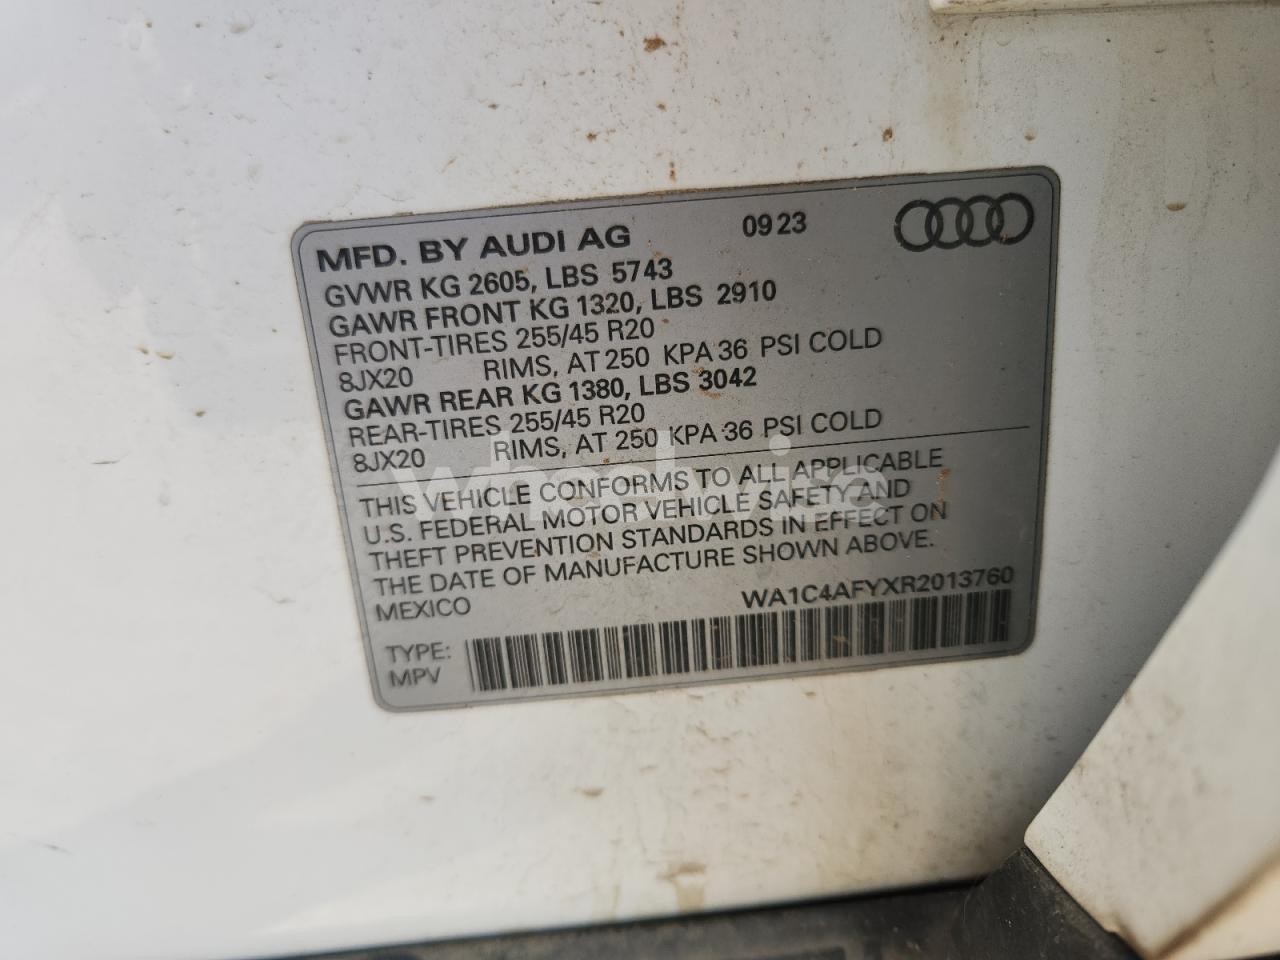 MFD. BY AUDI AG 09 23
GVWR KG 2605, LBS 5743
GAWR FRONT KG 1320, LBS 2910
FRONT-TIRES 255/45 R20
8JX20 RIMS, AT 250 KPA 36 PSI COLD
GAWR REAR KG 1380, LBS 3042
REAR-TIRES 255/45 R20
8JX20 RIMS, AT 250 KPA 36 PSI COLD
THIS VEHICLE CONFORMS TO ALL APPLICABLE
U.S. FEDERAL MOTOR VEHICLE SAFETY AND
THEFT PREVENTION STANDARDS IN EFFECT ON
THE DATE OF MANUFACTURE SHOWN ABOVE.
MEXICO WA1C4AFYXR2013760
TYPE:
MPV
wheelwise